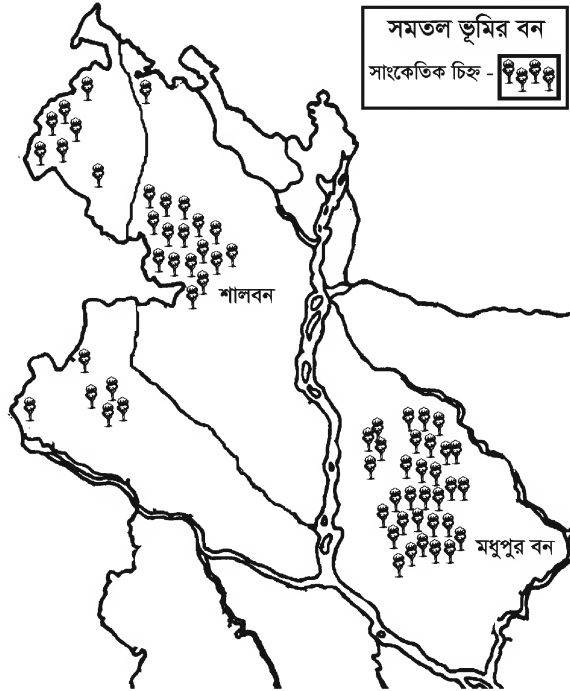 সমতল ভূমির বন
সাংকেতিক চিহ্ন -
শালবন
মধুপুর বন